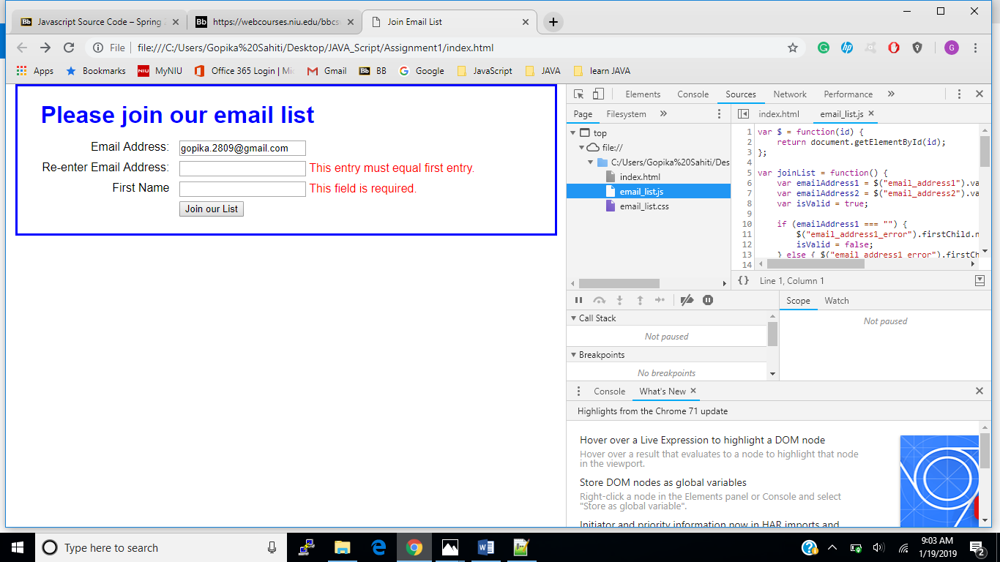 Javascript Source Code – Spring
https://webcourses.niu.edu/bbcs
Join Email List
File file:///C:/Users/Gopika%20Sahiti/Desktop/JAVA_Script/Assignment1/index.html
G
Apps Bookmarks NIU MyNIU Office 365 Login | Mic Gmail Bb BB Google JavaScript JAVA learn JAVA
Please join our email list
Email Address: gopika.2809@gmail.com
Re-enter Email Address: This entry must equal first entry.
First Name This field is required.
Join our List
Elements Console Sources Network Performance
Page Filesystem
top
file://
C:/Users/Gopika%20Sahiti/Des
index.html
email_list.js
email_list.css
index.html email_list.js
1 var $ = function(id) {
2 return document.getElementById(id);
3 };
4
5 var joinList = function() {
6 var emailAddress1 = $("email_address1").va
7 var emailAddress2 = $("email_address2").va
8 var isValid = true;
9
10 if (emailAddress1 === "") {
11 $("email_address1_error").firstChild.n
12 isValid = false;
13 } else { $("email_address1_error").firstCh
14
{} Line 1, Column 1
Call Stack
Not paused
Breakpoints
No breakpoints
Scope Watch
Not paused
Console What's New
Highlights from the Chrome 71 update
Hover over a Live Expression to highlight a DOM node
Hover over a result that evaluates to a node to highlight that node
in the viewport.
Store DOM nodes as global variables
Right-click a node in the Elements panel or Console and select
"Store as global variable".
Initiator and priority information now in HAR imports and
Type here to search
9:03 AM
1/19/2019
2